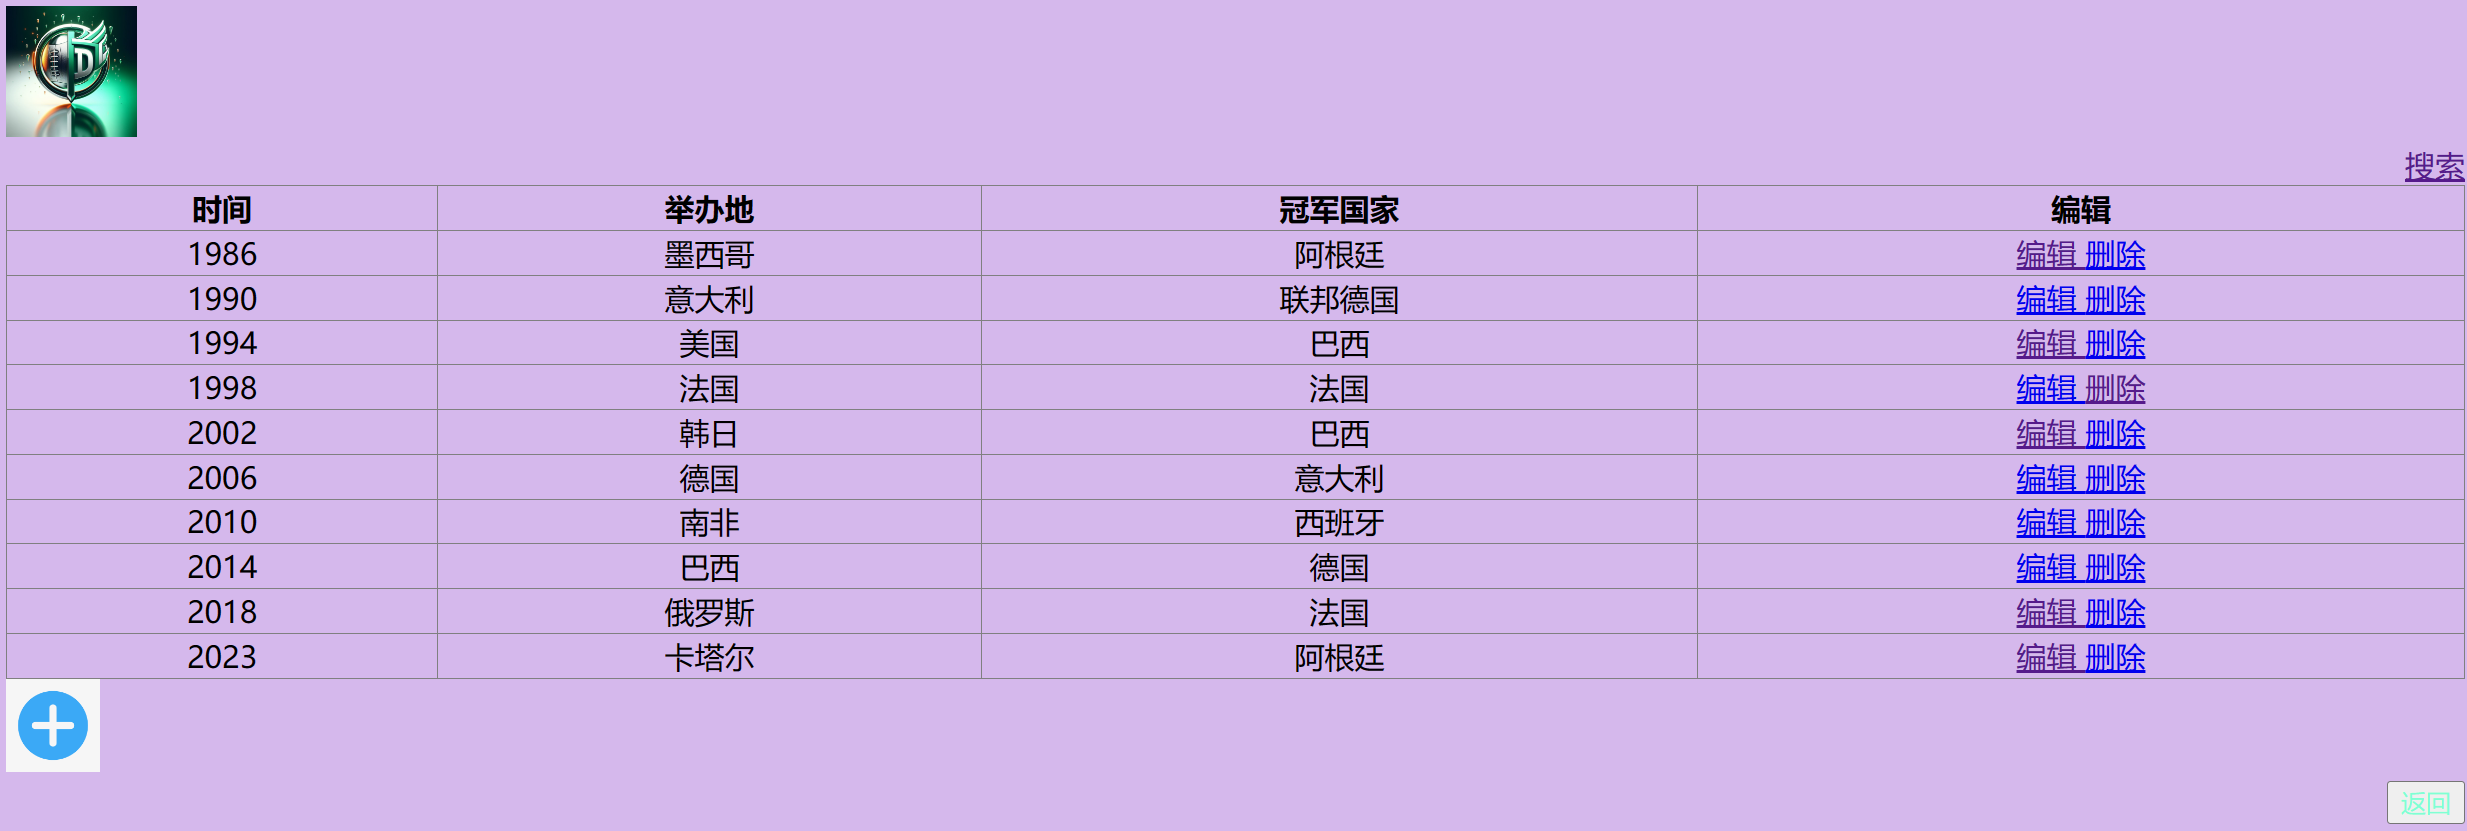 D
搜索
时间 举办地 冠军国家 编辑
1986 墨西哥 阿根廷 编辑 删除
1990 意大利 联邦德国 编辑 删除
1994 美国 巴西 编辑 删除
1998 法国 法国 编辑 删除
2002 韩日 巴西 编辑 删除
2006 德国 意大利 编辑 删除
2010 南非 西班牙 编辑 删除
2014 巴西 德国 编辑 删除
2018 俄罗斯 法国 编辑 删除
2023 卡塔尔 阿根廷 编辑 删除
返回